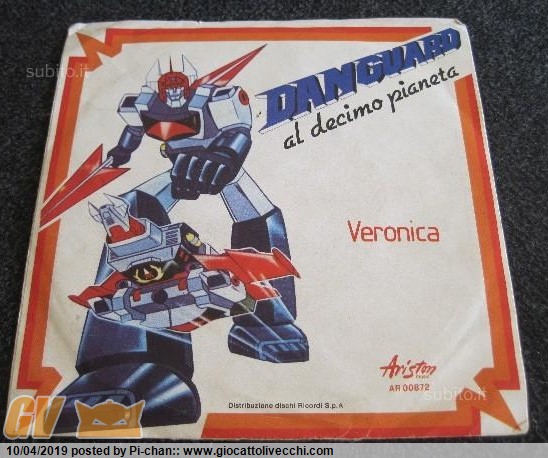 subito.it
DANGUARD
al decimo pianeta
Veronica
Ariston
AR 00872
subito.it
Distribuzione dischi Ricordi S.p.A
GV
10/04/2019 posted by Pi-chan:: www.giocattolivecchi.com